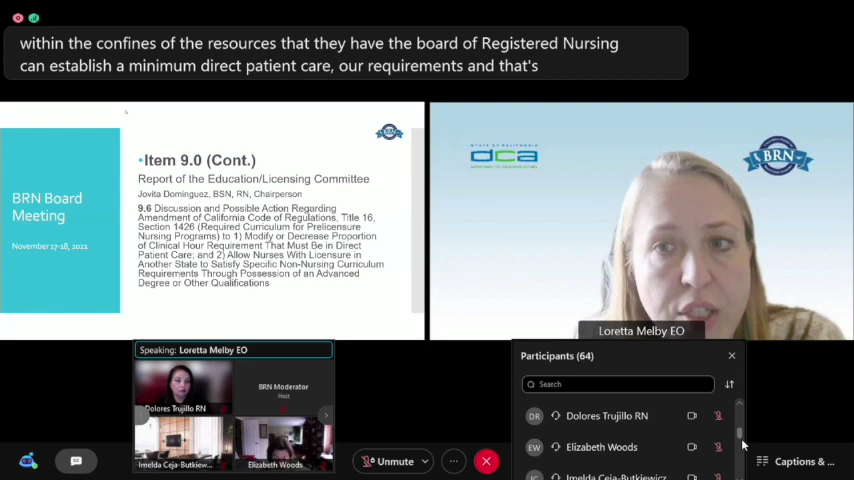 within the confines of the resources that they have the board of Registered Nursing
can establish a minimum direct patient care, our requirements and that's
BRN
•Item 9.0 (Cont.)
Report of the Education/Licensing Committee
Jovita Dominguez, BSN, RN, Chairperson
9.6 Discussion and Possible Action Regarding
Amendment of California Code of Regulations, Title 16,
Section 1426 (Required Curriculum for Prelicensure
Nursing Programs) to 1) Modify or Decrease Proportion
of Clinical Hour Requirement That Must Be in Direct
Patient Care; and 2) Allow Nurses With Licensure in
Another State to Satisfy Specific Non-Nursing Curriculum
Requirements Through Possession of an Advanced
Degree or Other Qualifications
BRN Board
Meeting
November 17-18, 2021
STATE OF CALIFORNIA
dca
DEPARTMENT OF CONSUMER AFFAIRS
BRN
Loretta Melby EO
Speaking: Loretta Melby EO
Dolores Trujillo RN
BRN Moderator
Host
Imelda Ceja-Butkiew...
Elizabeth Woods
Participants (64)
Search
DR Dolores Trujillo RN
EW Elizabeth Woods
IC Imelda Ceja-Butkiewicz
CC
Unmute
Captions & ...